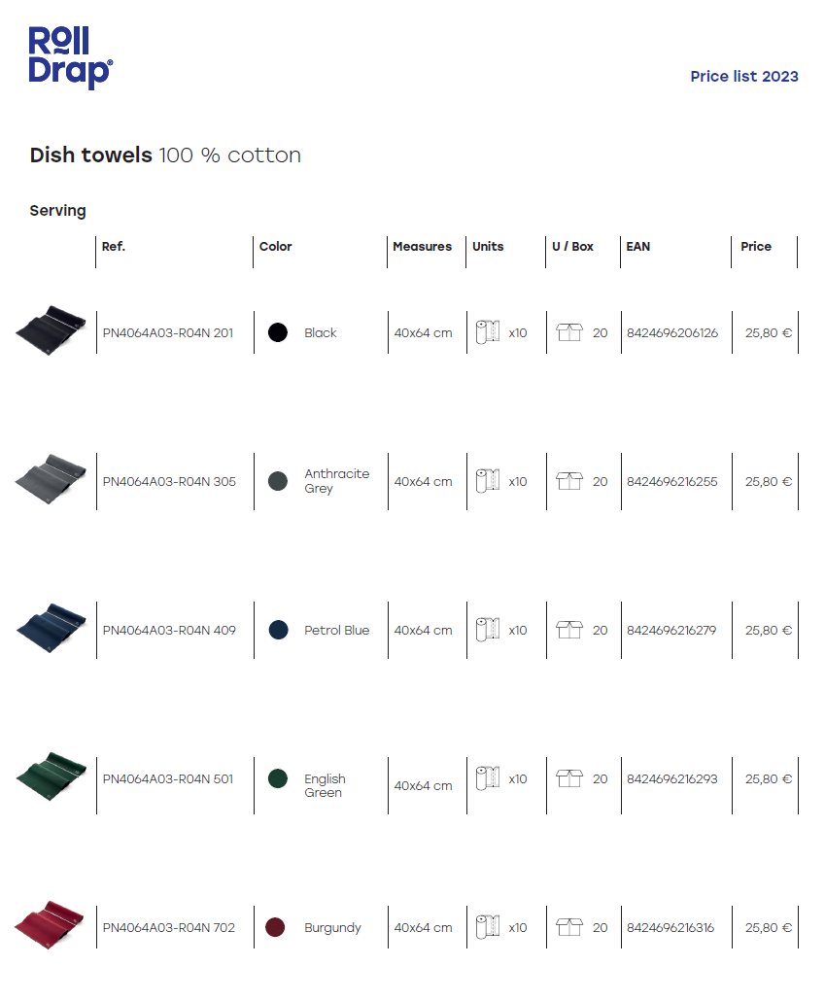 Roll
Drap®
Price list 2023
Dish towels 100 % cotton
Serving
Ref. Color Measures Units U / Box EAN Price
PN4064A03-R04N 201 Black 40x64 cm x10 20 8424696206126 25,80 €
PN4064A03-R04N 305 Anthracite Grey 40x64 cm x10 20 8424696216255 25,80 €
PN4064A03-R04N 409 Petrol Blue 40x64 cm x10 20 8424696216279 25,80 €
PN4064A03-R04N 501 English Green 40x64 cm x10 20 8424696216293 25,80 €
PN4064A03-R04N 702 Burgundy 40x64 cm x10 20 8424696216316 25,80 €